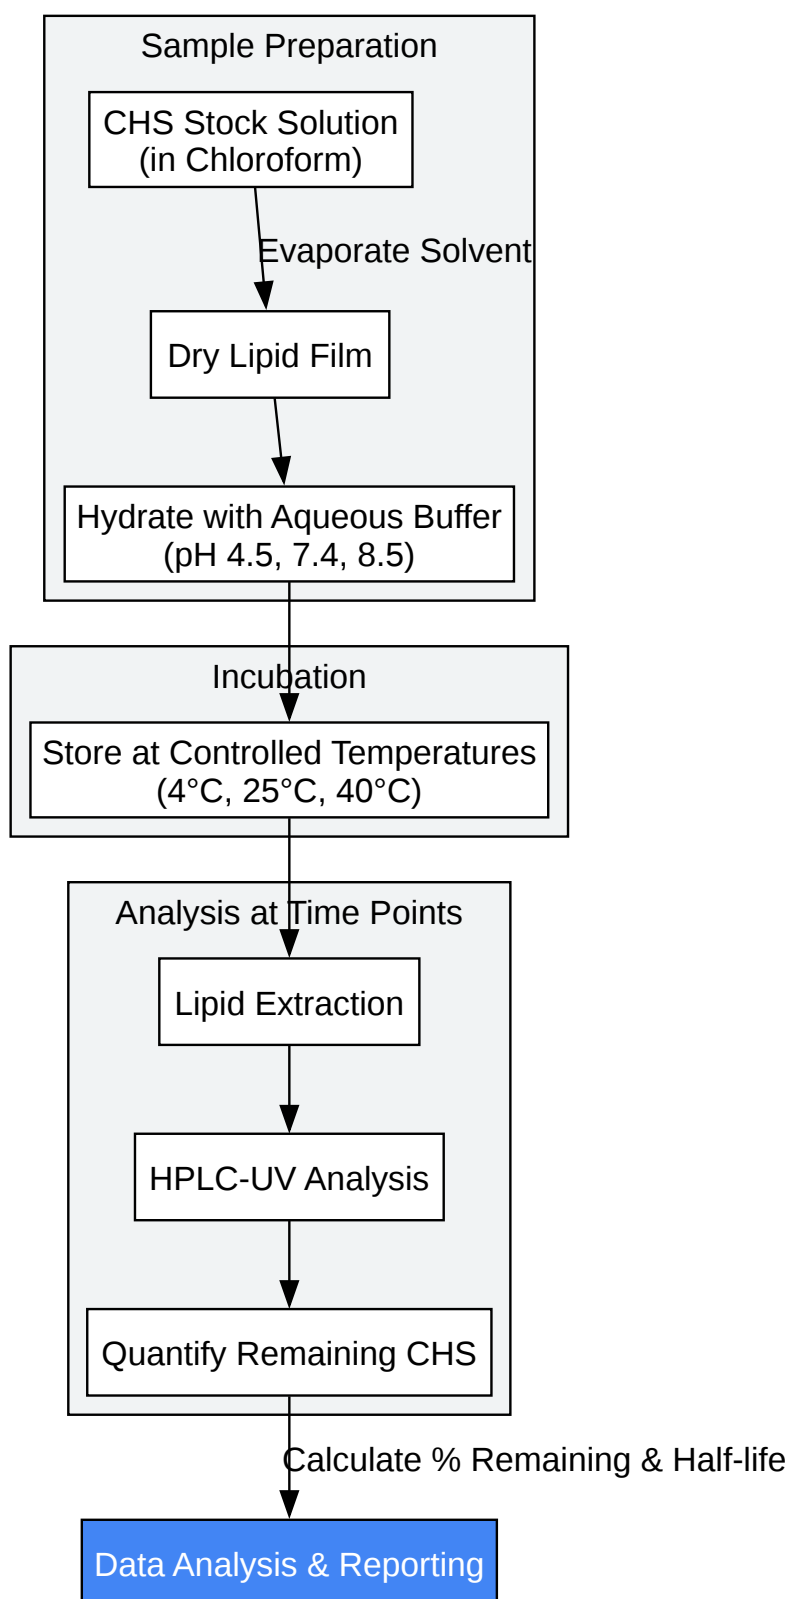 Sample Preparation
CHS Stock Solution
(in Chloroform)
Evaporate Solvent
Dry Lipid Film
Hydrate with Aqueous Buffer
(pH 4.5, 7.4, 8.5)
Incubation
Store at Controlled Temperatures
(4°C, 25°C, 40°C)
Analysis at Time Points
Lipid Extraction
HPLC-UV Analysis
Quantify Remaining CHS
Calculate % Remaining & Half-life
Data Analysis & Reporting